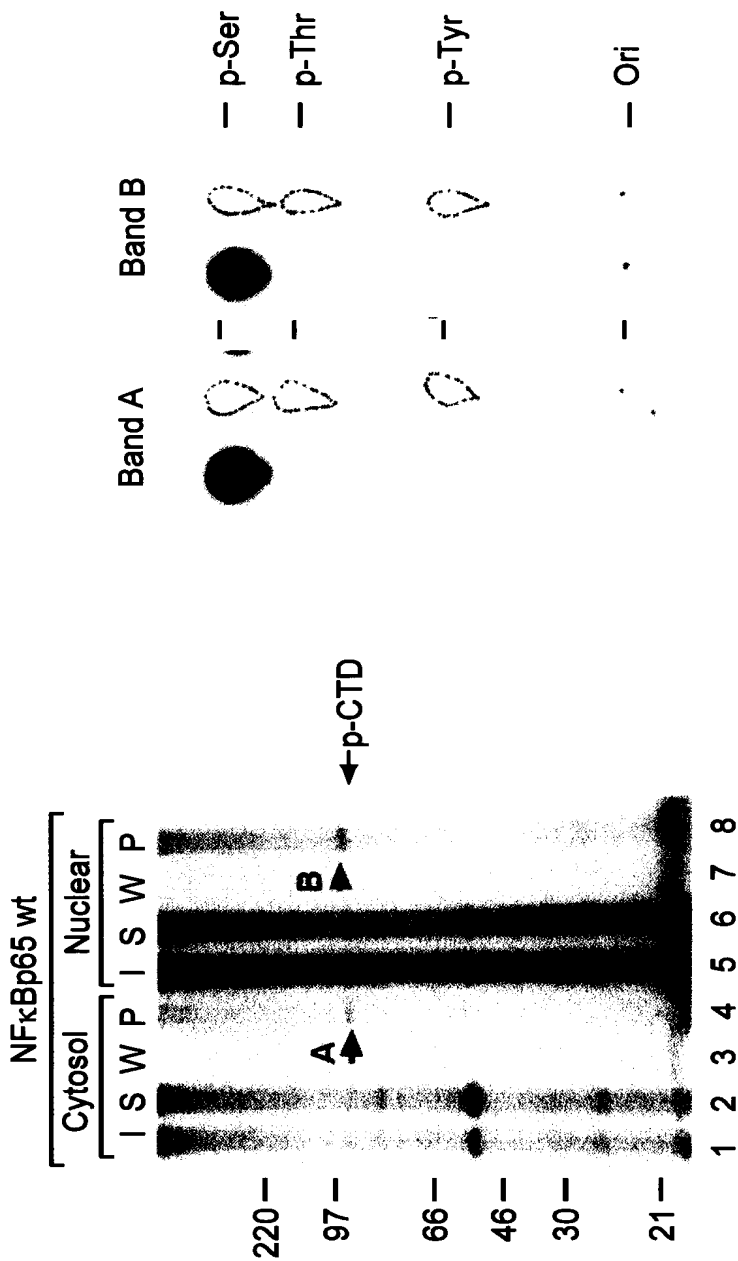 NFκBp65 wt
Cytosol Nuclear
I S W P I S W P
220
97
66
46
30
21
A
B
p-CTD
1 2 3 4 5 6 7 8
Band A Band B
p-Ser
p-Thr
p-Tyr
Ori